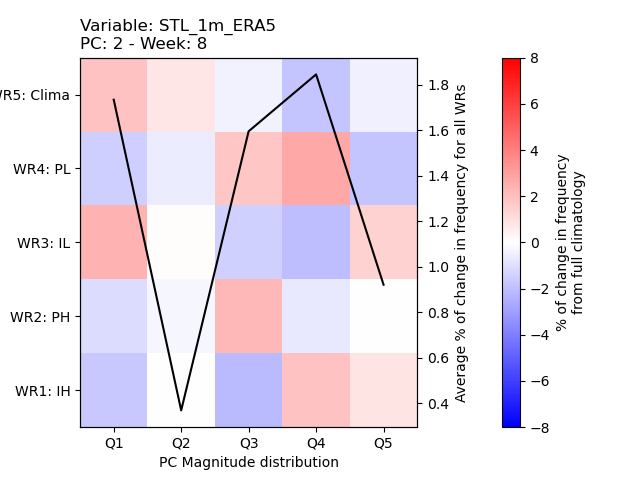 Variable: STL_1m_ERA5
PC: 2 - Week: 8
WR5: Clima
WR4: PL
WR3: IL
WR2: PH
WR1: IH
Q1 Q2 Q3 Q4 Q5
PC Magnitude distribution
1.8
1.6
1.4
1.2
1.0
0.8
0.6
0.4
Average % of change in frequency for all WRs
8
6
4
2
0
−2
−4
−6
−8
% of change in frequency
from full climatology